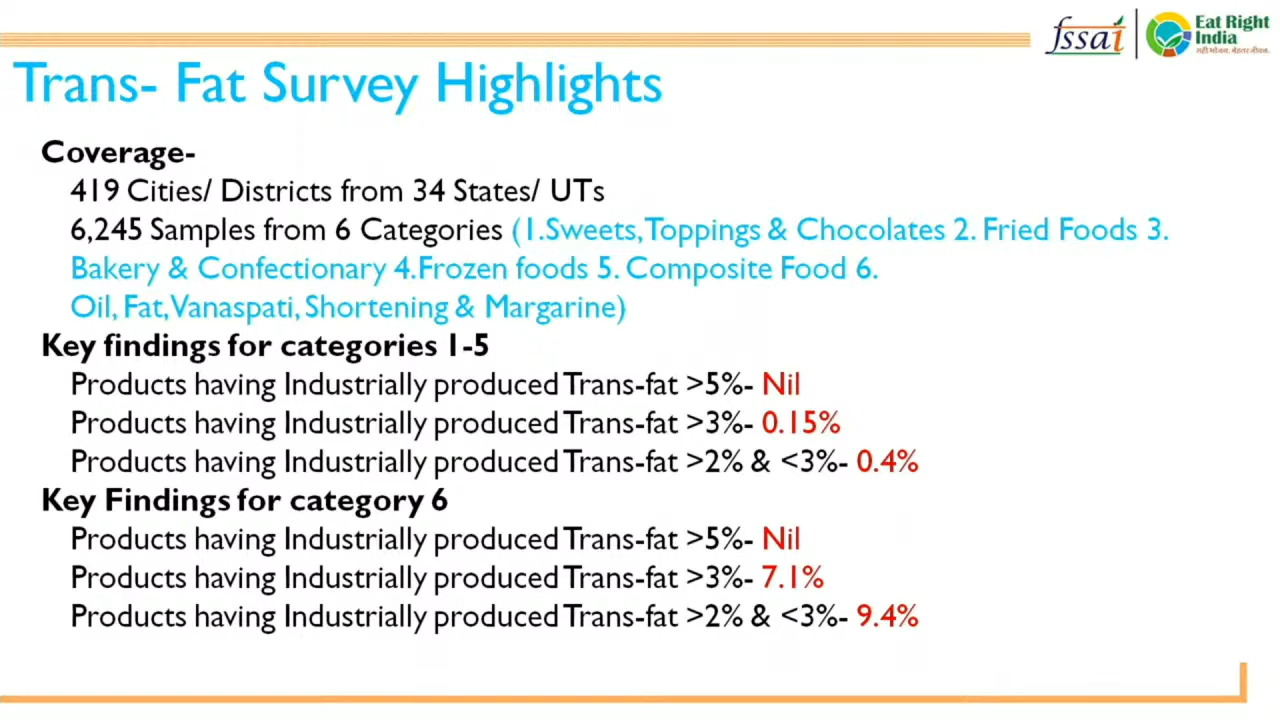 fssai
Eat Right
India
सही भोजन. बेहतर जीवन.
Trans- Fat Survey Highlights
Coverage-
419 Cities/ Districts from 34 States/ UTs
6,245 Samples from 6 Categories (1.Sweets,Toppings & Chocolates 2. Fried Foods 3.
Bakery & Confectionary 4.Frozen foods 5. Composite Food 6.
Oil, Fat,Vanaspati, Shortening & Margarine)
Key findings for categories 1-5
Products having Industrially produced Trans-fat >5%- Nil
Products having Industrially produced Trans-fat >3%- 0.15%
Products having Industrially produced Trans-fat >2% & <3%- 0.4%
Key Findings for category 6
Products having Industrially produced Trans-fat >5%- Nil
Products having Industrially produced Trans-fat >3%- 7.1%
Products having Industrially produced Trans-fat >2% & <3%- 9.4%